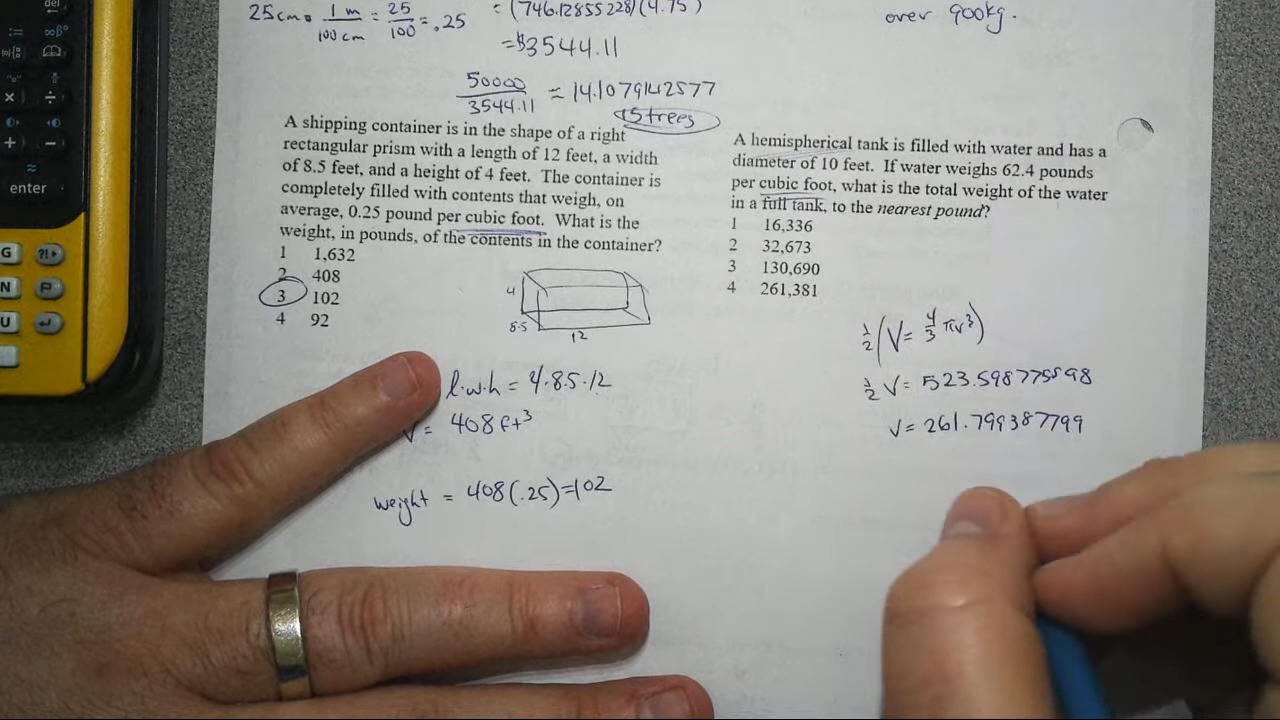 25cm · 1 m / 100 cm = 25 / 100 = .25
= (746.12855228)(4.75)
= $3544.11
over 900kg.
50000 / 3544.11 = 14.1079142577
15 trees
A shipping container is in the shape of a right
rectangular prism with a length of 12 feet, a width
of 8.5 feet, and a height of 4 feet. The container is
completely filled with contents that weigh, on
average, 0.25 pound per cubic foot. What is the
weight, in pounds, of the contents in the container?
1 1,632
2 408
3 102
4 92
4
8.5
12
l·w·h = 4·8.5·12
V = 408 ft³
weight = 408(.25)=102
A hemispherical tank is filled with water and has a
diameter of 10 feet. If water weighs 62.4 pounds
per cubic foot, what is the total weight of the water
in a full tank, to the nearest pound?
1 16,336
2 32,673
3 130,690
4 261,381
1/2 (V = 4/3 πr³)
1/2 V = 523.598775598
V = 261.799387799
del
enter
G
N
P
U